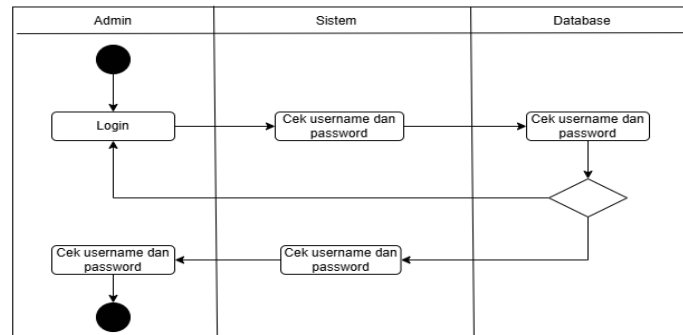 Admin
Sistem
Database
Login
Cek username dan
password
Cek username dan
password
Cek username dan
password
Cek username dan
password